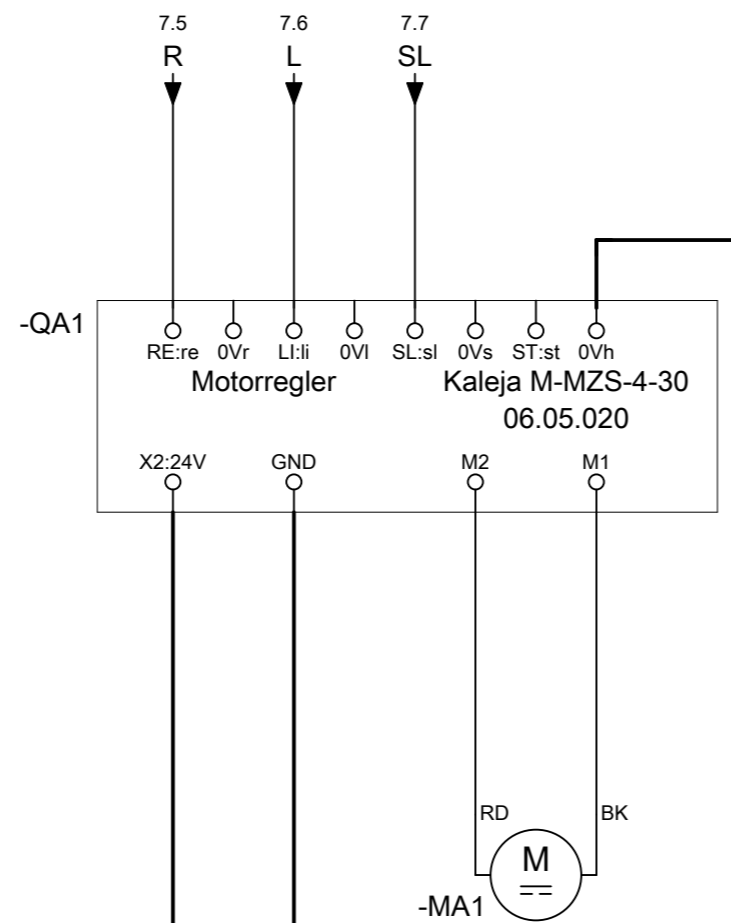 7.5 7.6 7.7
R L SL
-QA1
RE:re 0Vr LI:li 0Vl SL:sl 0Vs ST:st 0Vh
Motorregler Kaleja M-MZS-4-30
06.05.020
X2:24V GND M2 M1
RD BK
M
-MA1